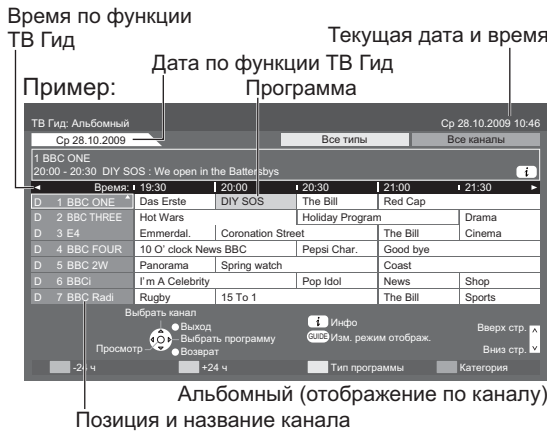 Время по функции
ТВ Гид
Текущая дата и время
Дата по функции ТВ Гид
Пример:
Программа
ТВ Гид: Альбомный
Ср 28.10.2009 10:46
Ср 28.10.2009
Все типы
Все каналы
1 BBC ONE
20:00 - 20:30 DIY SOS : We open in the Battersbys
i
Время: 19:30 20:00 20:30 21:00 21:30
D 1 BBC ONE Das Erste DIY SOS The Bill Red Cap
D 2 BBC THREE Hot Wars Holiday Program Drama
D 3 E4 Emmerdal. Coronation Street The Bill Cinema
D 4 BBC FOUR 10 O' clock News BBC Pepsi Char. Good bye
D 5 BBC 2W Panorama Spring watch Coast
D 6 BBCi I'm A Celebrity Pop Idol News Shop
D 7 BBC Radi Rugby 15 To 1 The Bill Sports
Выбрать канал
Выход
Выбрать программу
Просмотр
Возврат
i Инфо
GUIDE Изм. режим отображ.
Вверх стр.
Вниз стр.
-24 ч
+24 ч
Тип программы
Категория
Альбомный (отображение по каналу)
Позиция и название канала